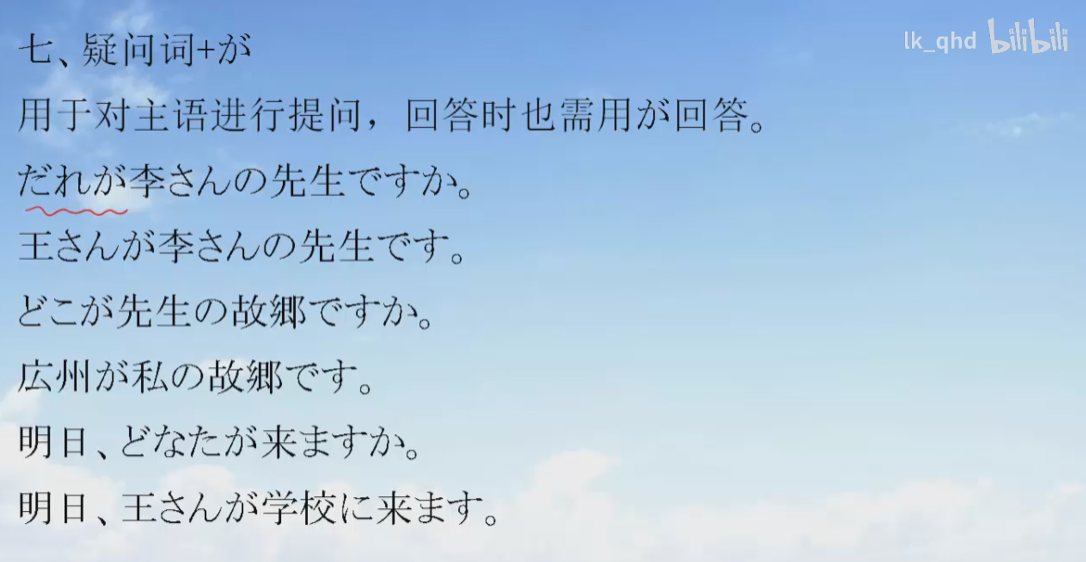 lk_qhd bilibili
七、疑问词+が
用于对主语进行提问，回答时也需用が回答。
だれが李さんの先生ですか。
王さんが李さんの先生です。
どこが先生の故郷ですか。
広州が私の故郷です。
明日、どなたが来ますか。
明日、王さんが学校に来ます。